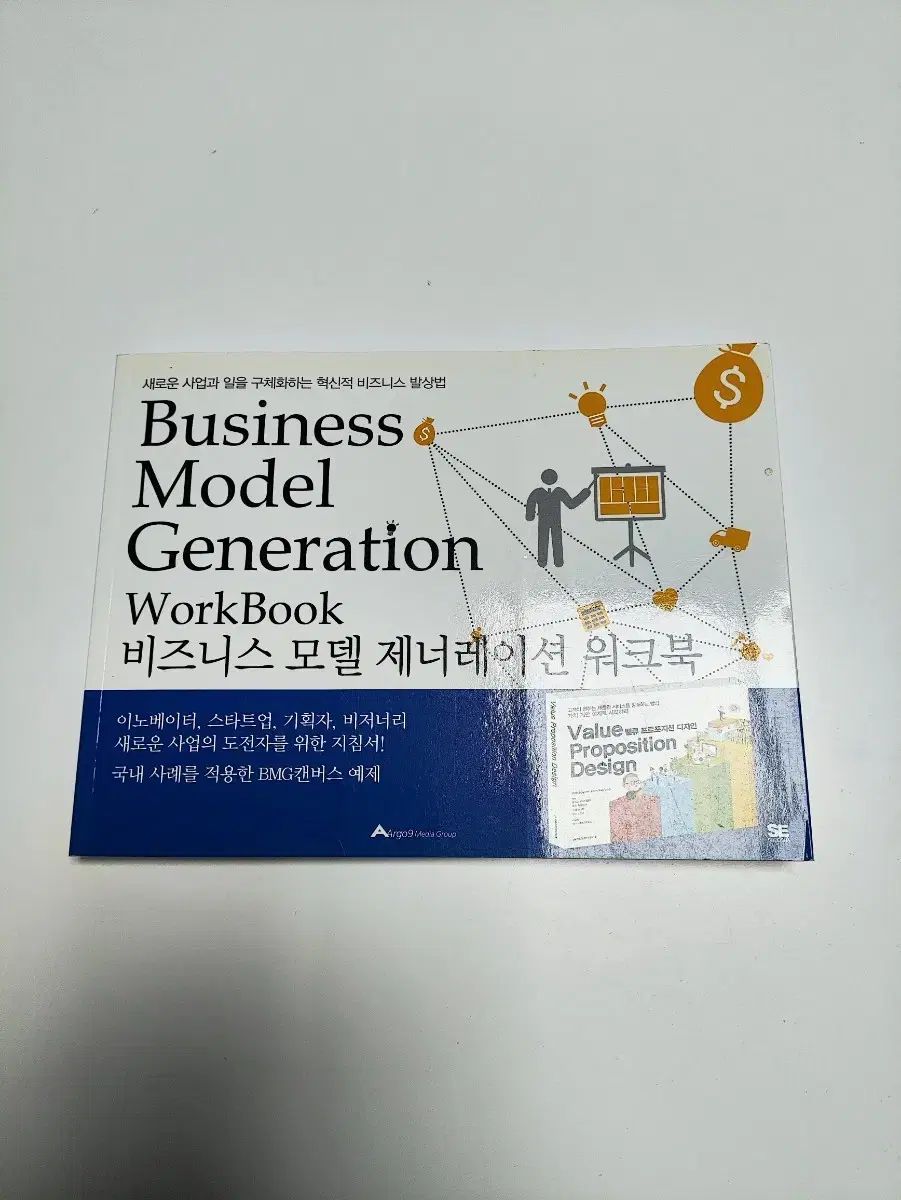 새로운 사업과 일을 구체화하는 혁신적 비즈니스 발상법
Business
Model
Generation
WorkBook
비즈니스 모델 제너레이션 워크북
이노베이터, 스타트업, 기획자, 비저너리
새로운 사업의 도전자를 위한 지침서!
국내 사례를 적용한 BMG캔버스 예제
Argo9 Media Group
Value Proposition Design
Value 밸류 프로포지션 디자인
Proposition
Design
SE
$
$